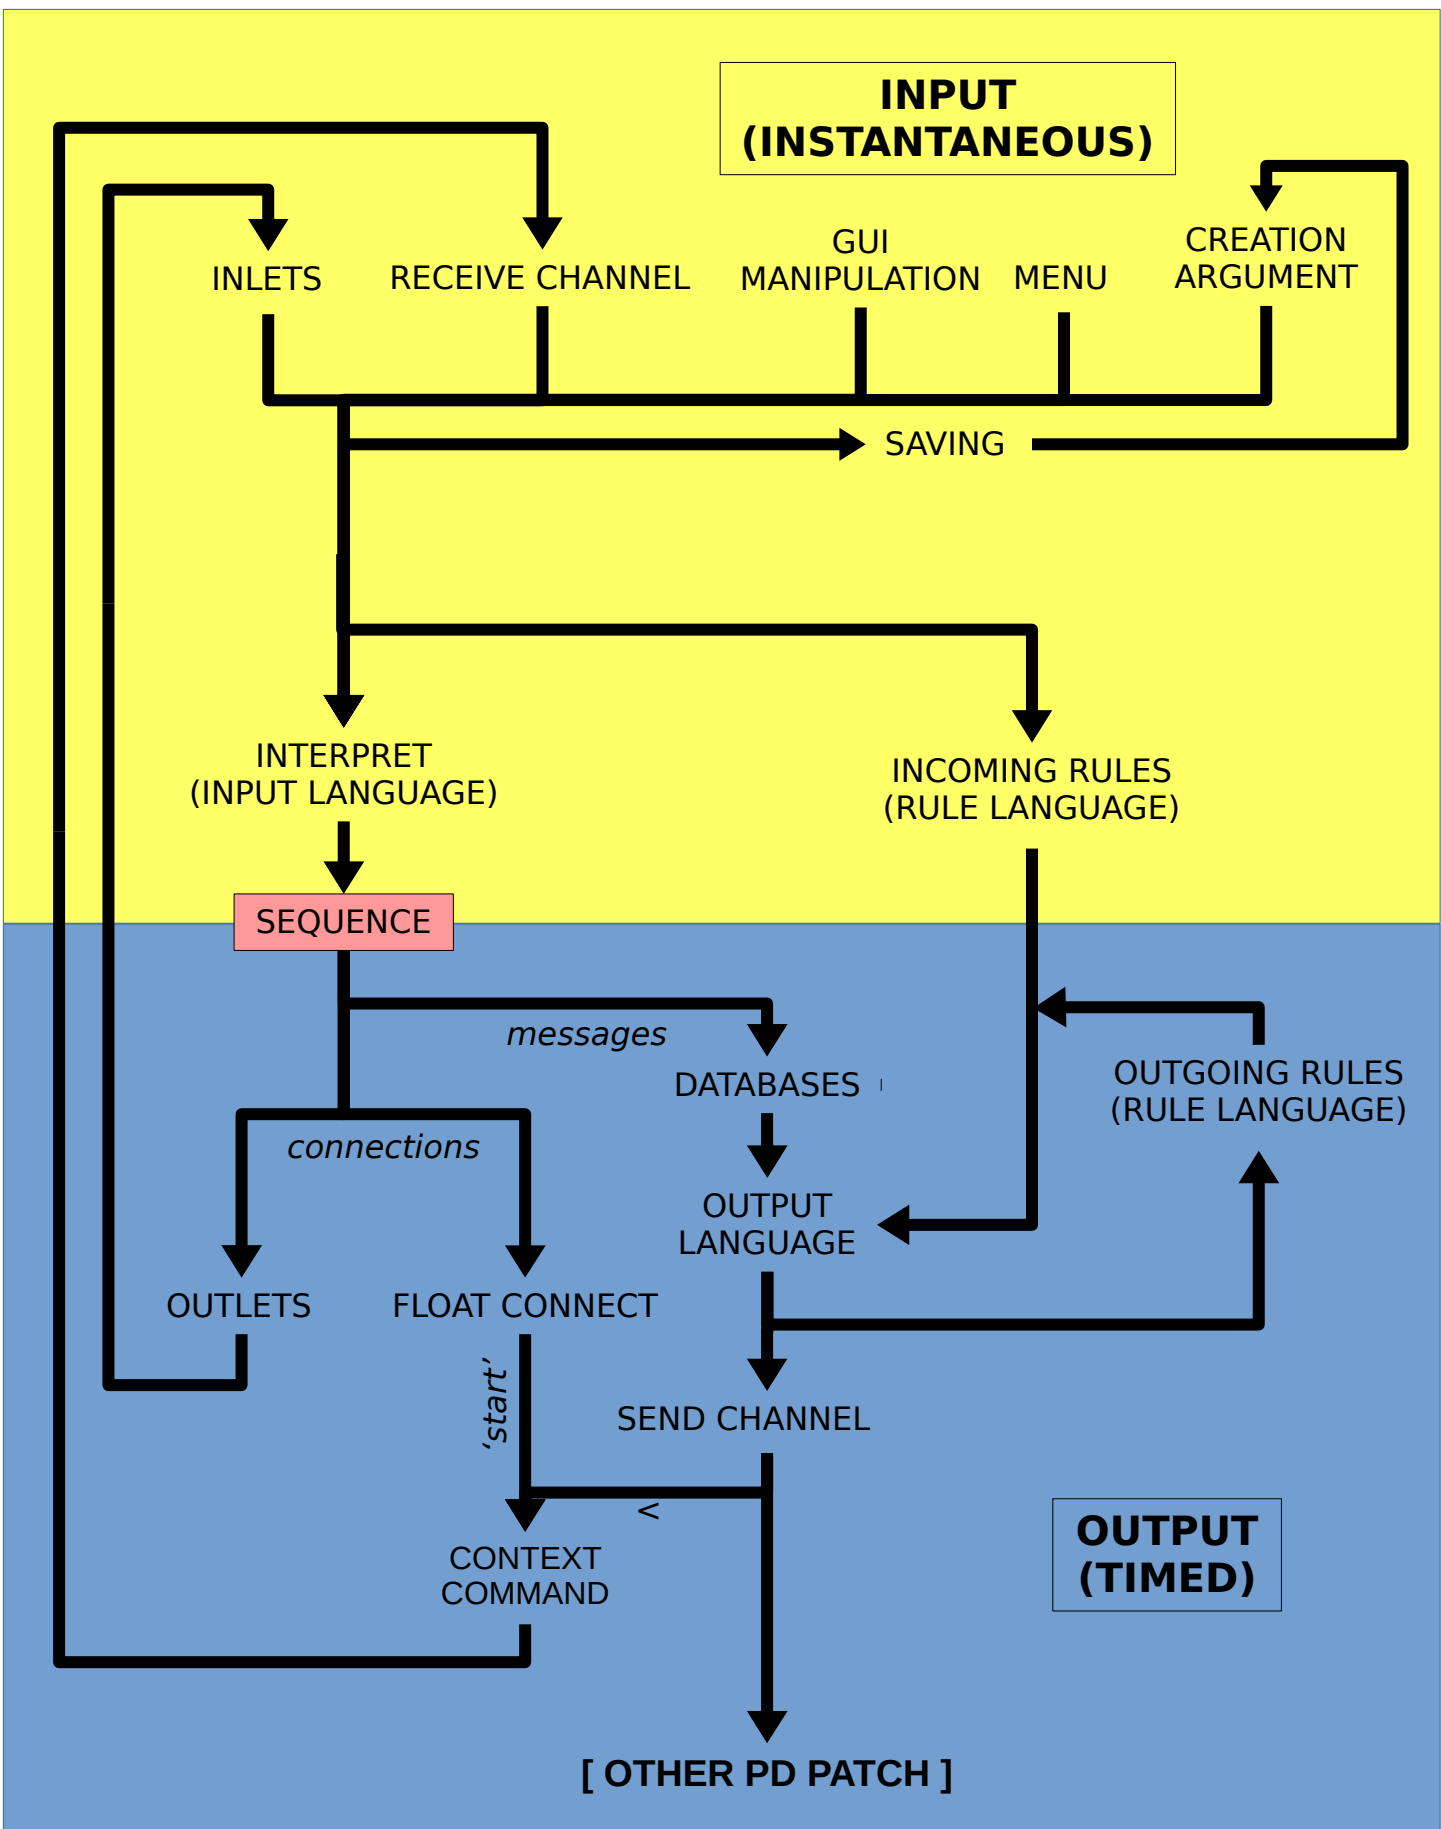 INPUT
(INSTANTANEOUS)
INLETS
RECEIVE CHANNEL
GUI
MANIPULATION
MENU
CREATION
ARGUMENT
SAVING
INTERPRET
(INPUT LANGUAGE)
INCOMING RULES
(RULE LANGUAGE)
SEQUENCE
messages
DATABASES
OUTGOING RULES
(RULE LANGUAGE)
connections
OUTPUT
LANGUAGE
OUTLETS
FLOAT CONNECT
‘start’
SEND CHANNEL
<
CONTEXT
COMMAND
OUTPUT
(TIMED)
[ OTHER PD PATCH ]